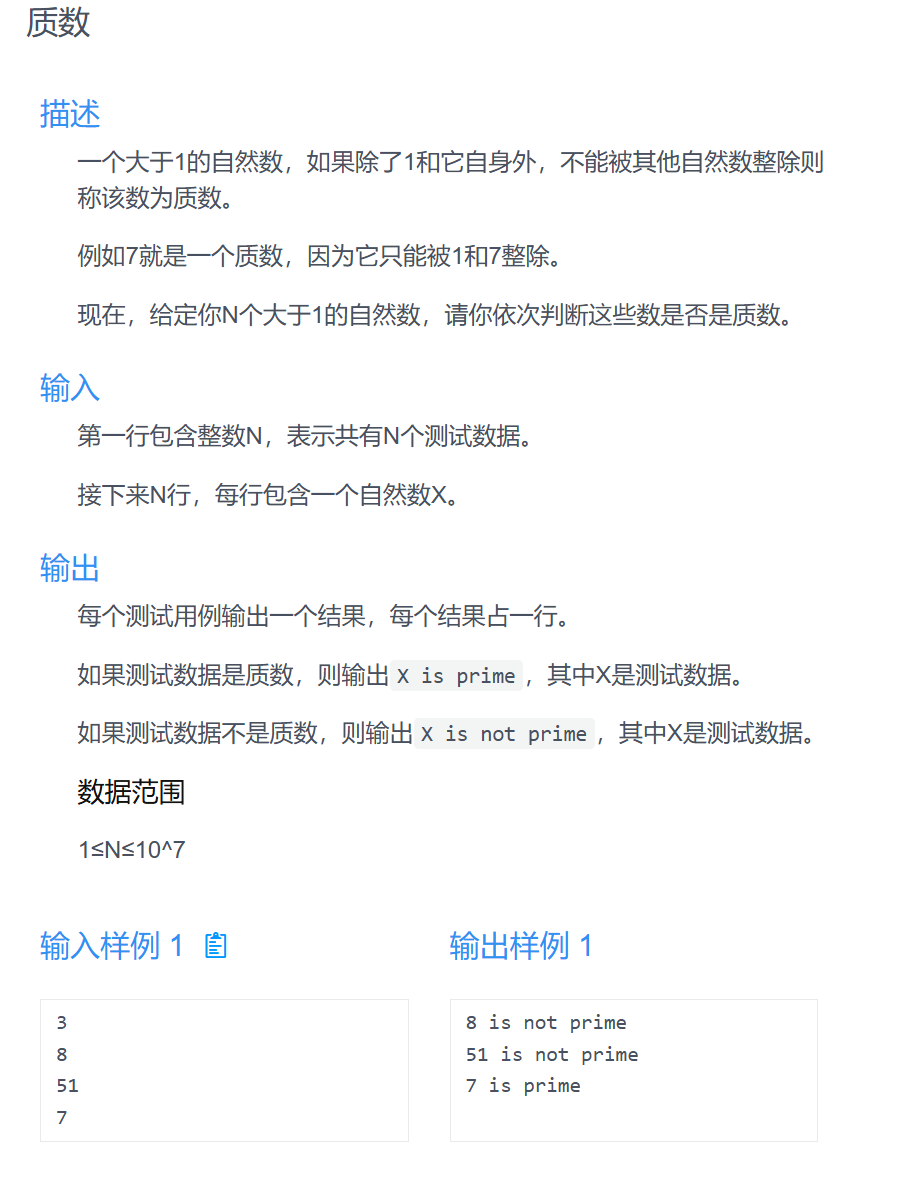 质数
描述
一个大于1的自然数，如果除了1和它自身外，不能被其他自然数整除则
称该数为质数。
例如7就是一个质数，因为它只能被1和7整除。
现在，给定你N个大于1的自然数，请你依次判断这些数是否是质数。
输入
第一行包含整数N，表示共有N个测试数据。
接下来N行，每行包含一个自然数X。
输出
每个测试用例输出一个结果，每个结果占一行。
如果测试数据是质数，则输出 X is prime ，其中X是测试数据。
如果测试数据不是质数，则输出 X is not prime ，其中X是测试数据。
数据范围
1≤N≤10^7
输入样例 1
3
8
51
7
输出样例 1
8 is not prime
51 is not prime
7 is prime